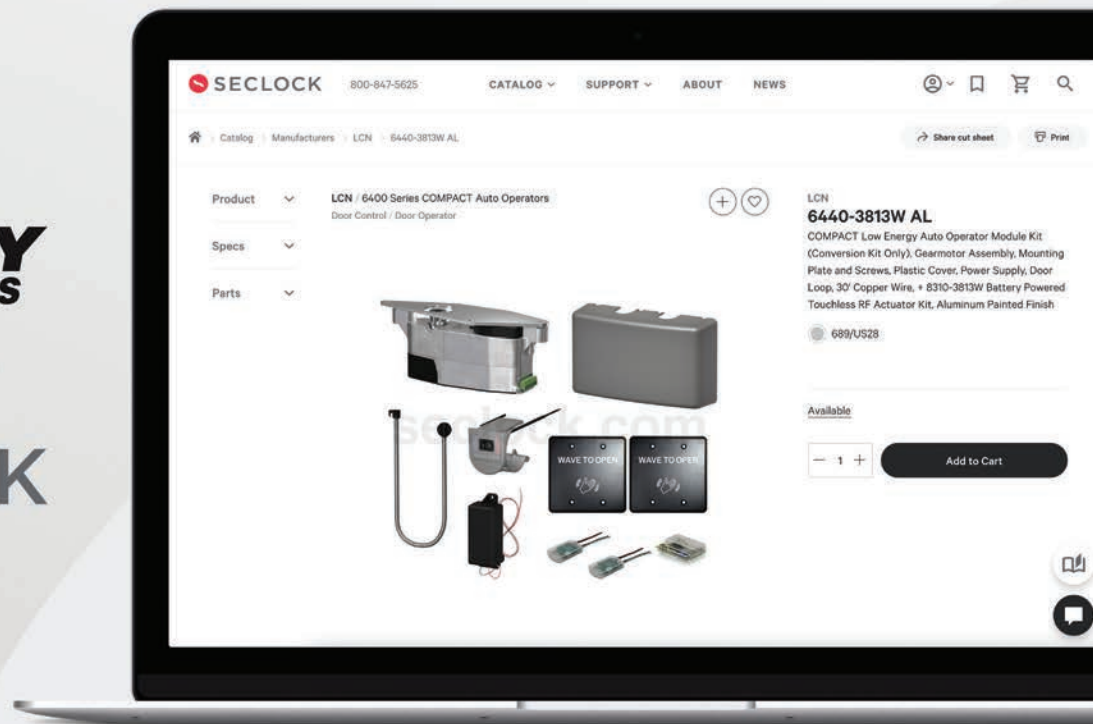 Y
S
K
SECLOCK 800-847-5625 CATALOG SUPPORT ABOUT NEWS
Catalog Manufacturers LCN 6440-3813W AL Share cut sheet Print
Product
Specs
Parts
LCN / 6400 Series COMPACT Auto Operators
Door Control / Door Operator
seclock.com
WAVE TO OPEN
WAVE TO OPEN
LCN
6440-3813W AL
COMPACT Low Energy Auto Operator Module Kit
(Conversion Kit Only), Gearmotor Assembly, Mounting
Plate and Screws, Plastic Cover, Power Supply, Door
Loop, 30' Copper Wire, + 8310-3813W Battery Powered
Touchless RF Actuator Kit, Aluminum Painted Finish
689/US28
Available
− 1 + Add to Cart